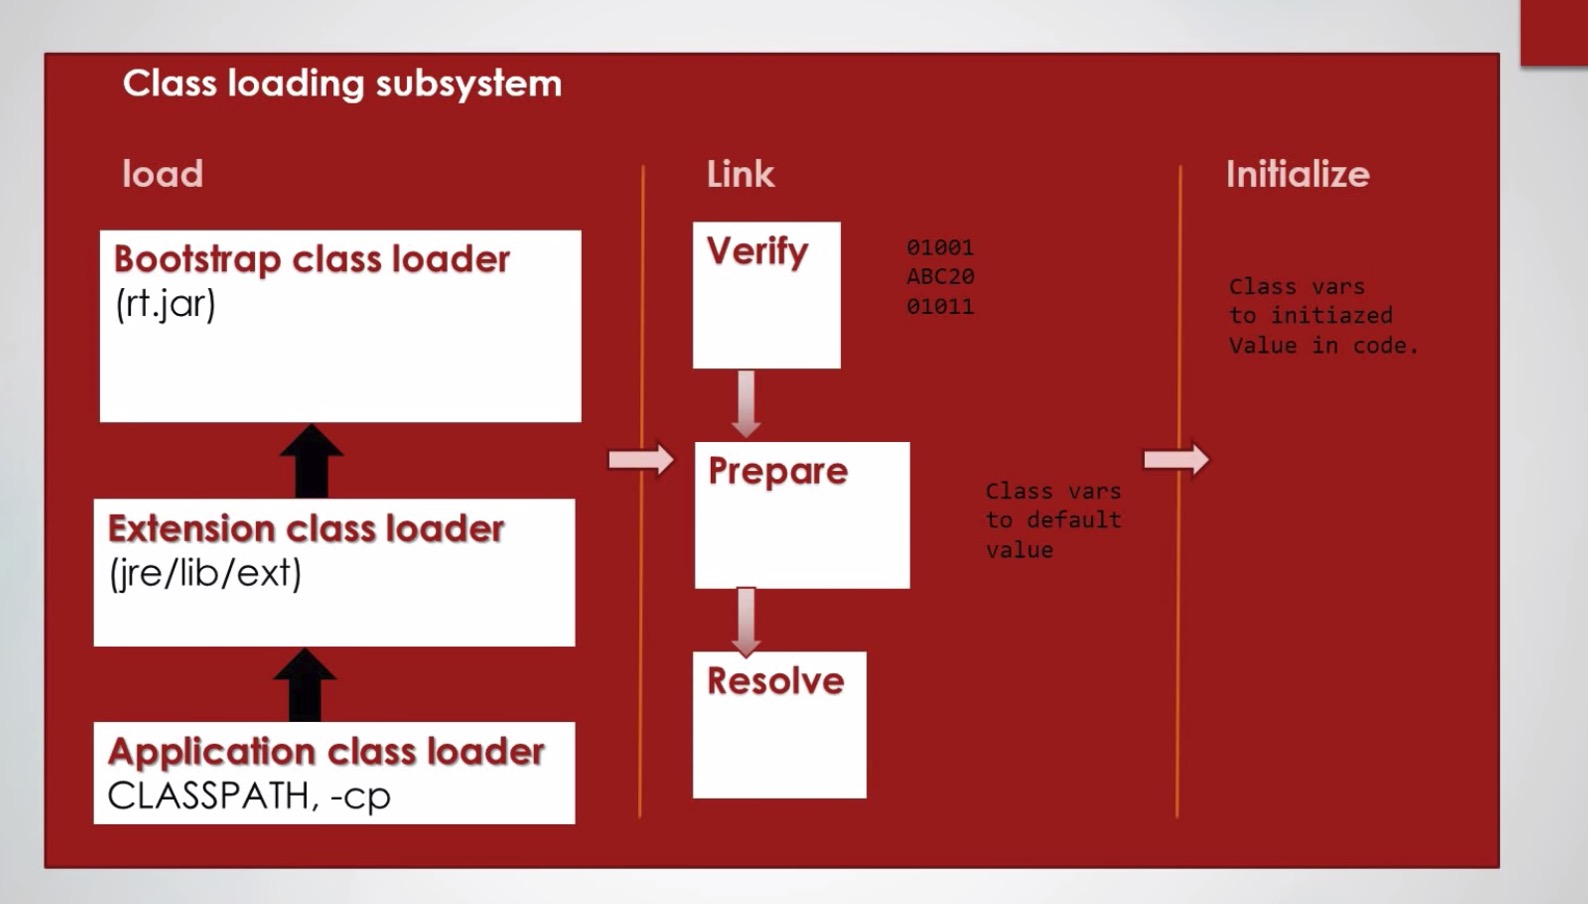 Class loading subsystem
load
Bootstrap class loader
(rt.jar)
Extension class loader
(jre/lib/ext)
Application class loader
CLASSPATH, -cp
Link
Verify
01001
ABC20
01011
Prepare
Class vars
to default
value
Resolve
Initialize
Class vars
to initiazed
Value in code.